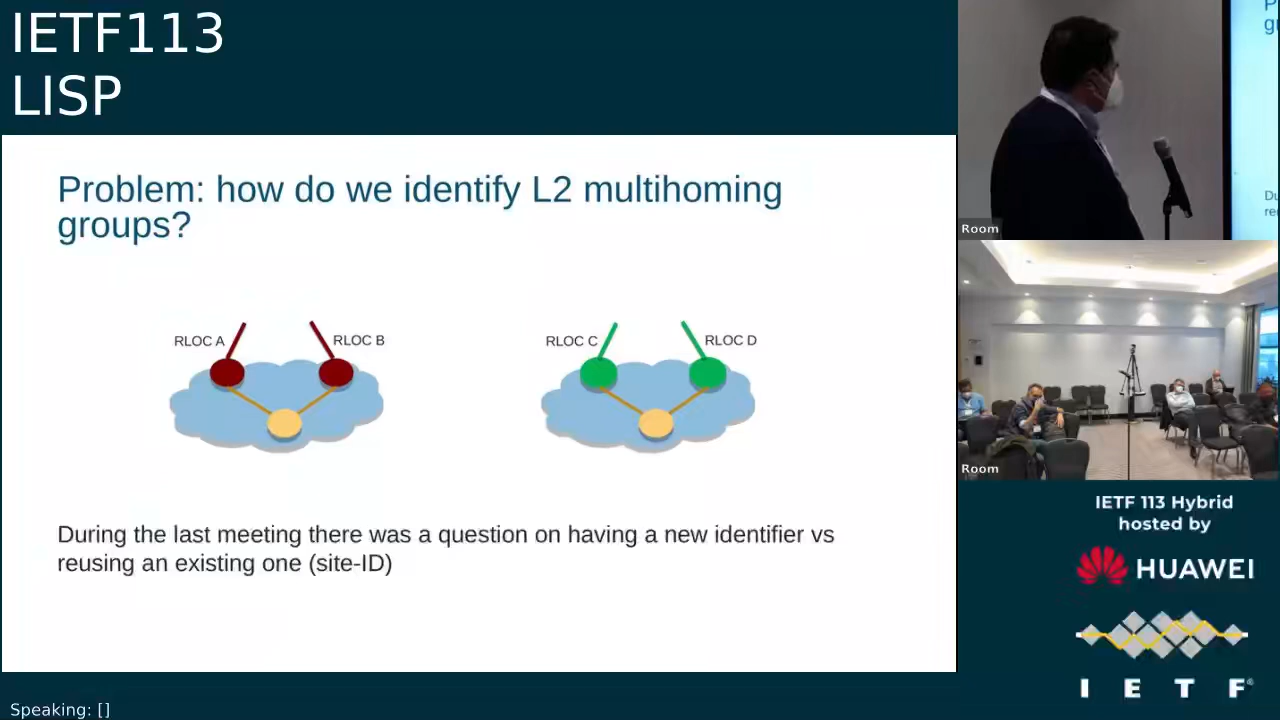 IETF113
LISP
Problem: how do we identify L2 multihoming
groups?
RLOC A
RLOC B
RLOC C
RLOC D
During the last meeting there was a question on having a new identifier vs
reusing an existing one (site-ID)
Speaking: []
Room
Du
re
Room
IETF 113 Hybrid
hosted by
HUAWEI
I E T F